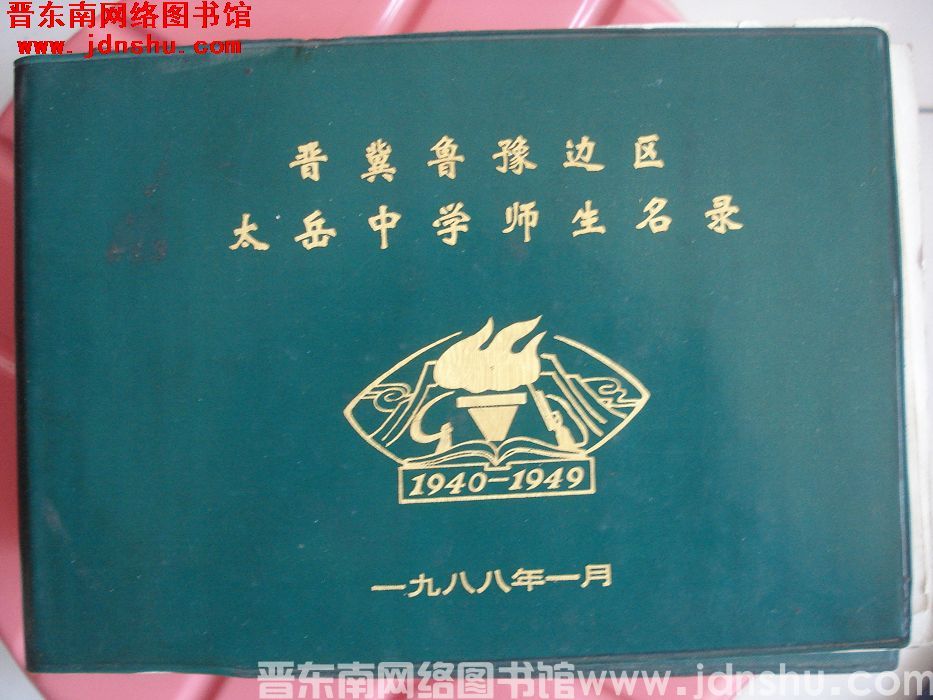 晋东南网络图书馆
www.jdnshu.com
晋冀鲁豫边区
太岳中学师生名录
1940-1949
一九八八年一月
晋东南网络图书馆www.jdnshu.com